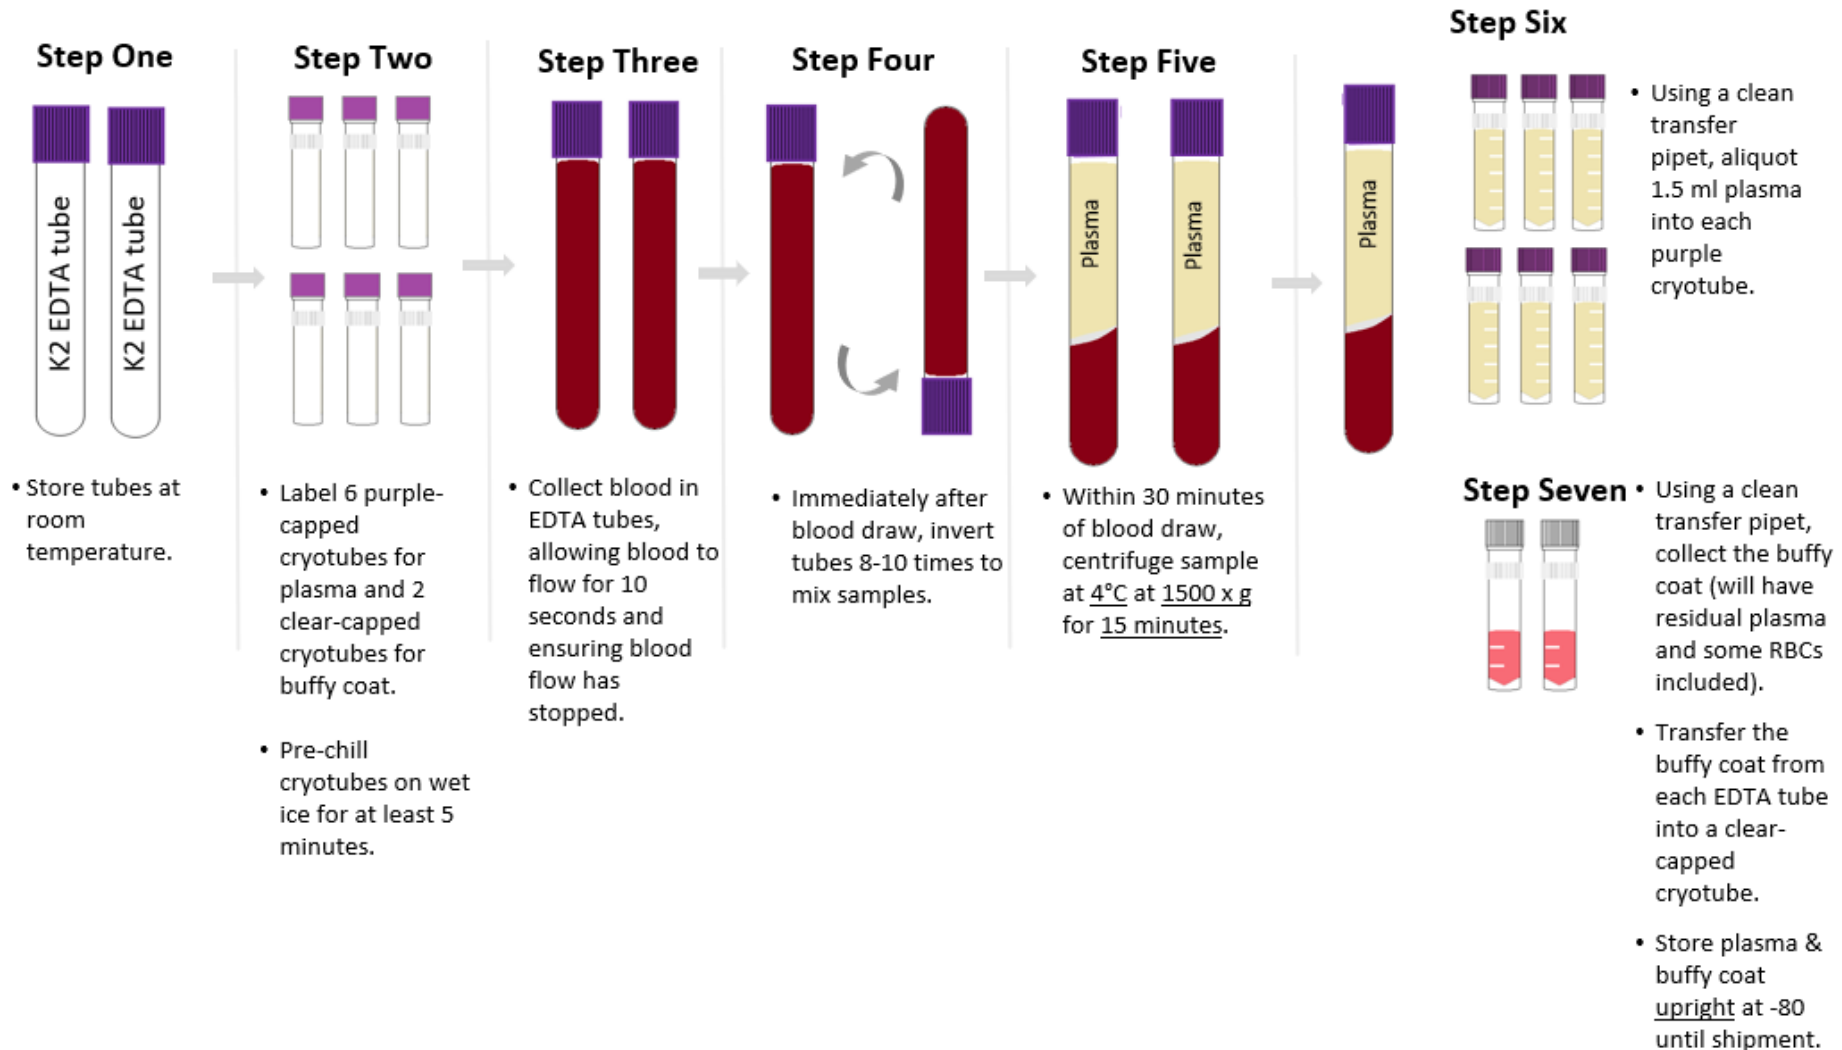 Step One
K2 EDTA tube
K2 EDTA tube
• Store tubes at
room
temperature.
Step Two
• Label 6 purple-
capped
cryotubes for
plasma and 2
clear-capped
cryotubes for
buffy coat.
• Pre-chill
cryotubes on wet
ice for at least 5
minutes.
Step Three
• Collect blood in
EDTA tubes,
allowing blood to
flow for 10
seconds and
ensuring blood
flow has
stopped.
Step Four
• Immediately after
blood draw, invert
tubes 8-10 times to
mix samples.
Step Five
Plasma
Plasma
• Within 30 minutes
of blood draw,
centrifuge sample
at 4°C at 1500 x g
for 15 minutes.
Plasma
Step Six
• Using a clean
transfer
pipet, aliquot
1.5 ml plasma
into each
purple
cryotube.
Step Seven
• Using a clean
transfer pipet,
collect the buffy
coat (will have
residual plasma
and some RBCs
included).
• Transfer the
buffy coat from
each EDTA tube
into a clear-
capped
cryotube.
• Store plasma &
buffy coat
upright at -80
until shipment.